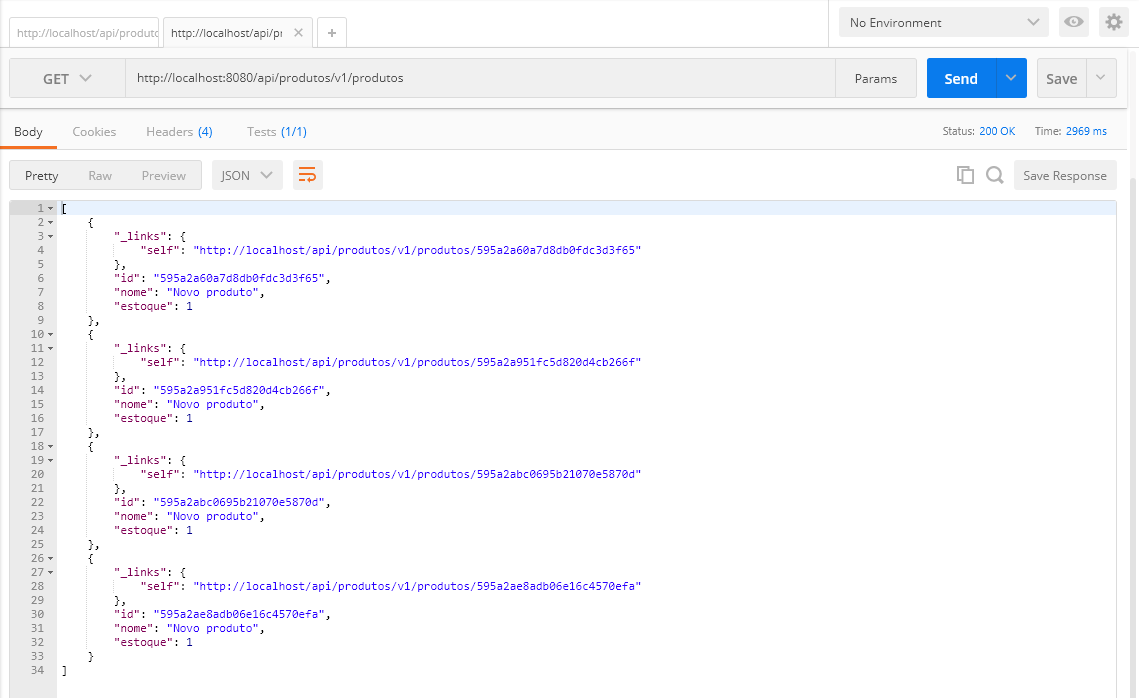 http://localhost/api/produto
http://localhost/api/pr
No Environment
GET
http://localhost:8080/api/produtos/v1/produtos
Params
Send
Save
Body
Cookies
Headers (4)
Tests (1/1)
Status: 200 OK
Time: 2969 ms
Pretty
Raw
Preview
JSON
Save Response
1 [
2 {
3 "_links": {
4 "self": "http://localhost/api/produtos/v1/produtos/595a2a60a7d8db0fdc3d3f65"
5 },
6 "id": "595a2a60a7d8db0fdc3d3f65",
7 "nome": "Novo produto",
8 "estoque": 1
9 },
10 {
11 "_links": {
12 "self": "http://localhost/api/produtos/v1/produtos/595a2a951fc5d820d4cb266f"
13 },
14 "id": "595a2a951fc5d820d4cb266f",
15 "nome": "Novo produto",
16 "estoque": 1
17 },
18 {
19 "_links": {
20 "self": "http://localhost/api/produtos/v1/produtos/595a2abc0695b21070e5870d"
21 },
22 "id": "595a2abc0695b21070e5870d",
23 "nome": "Novo produto",
24 "estoque": 1
25 },
26 {
27 "_links": {
28 "self": "http://localhost/api/produtos/v1/produtos/595a2ae8adb06e16c4570efa"
29 },
30 "id": "595a2ae8adb06e16c4570efa",
31 "nome": "Novo produto",
32 "estoque": 1
33 }
34 ]